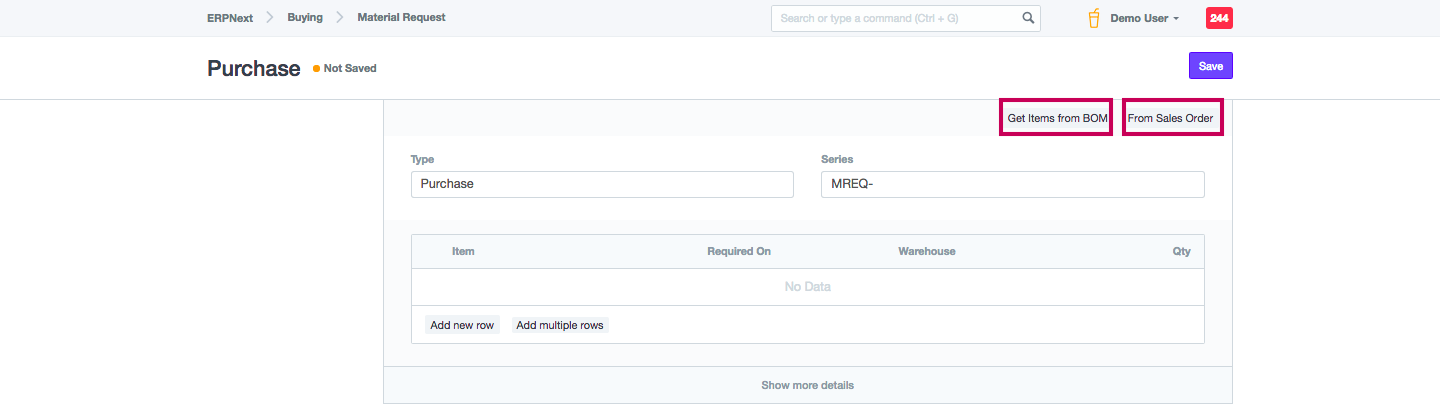 ERPNext Buying Material Request Search or type a command (Ctrl + G) Demo User 244
Purchase Not Saved Save
Get Items from BOM From Sales Order
Type Series
Purchase MREQ-
Item Required On Warehouse Qty
No Data
Add new row Add multiple rows
Show more details